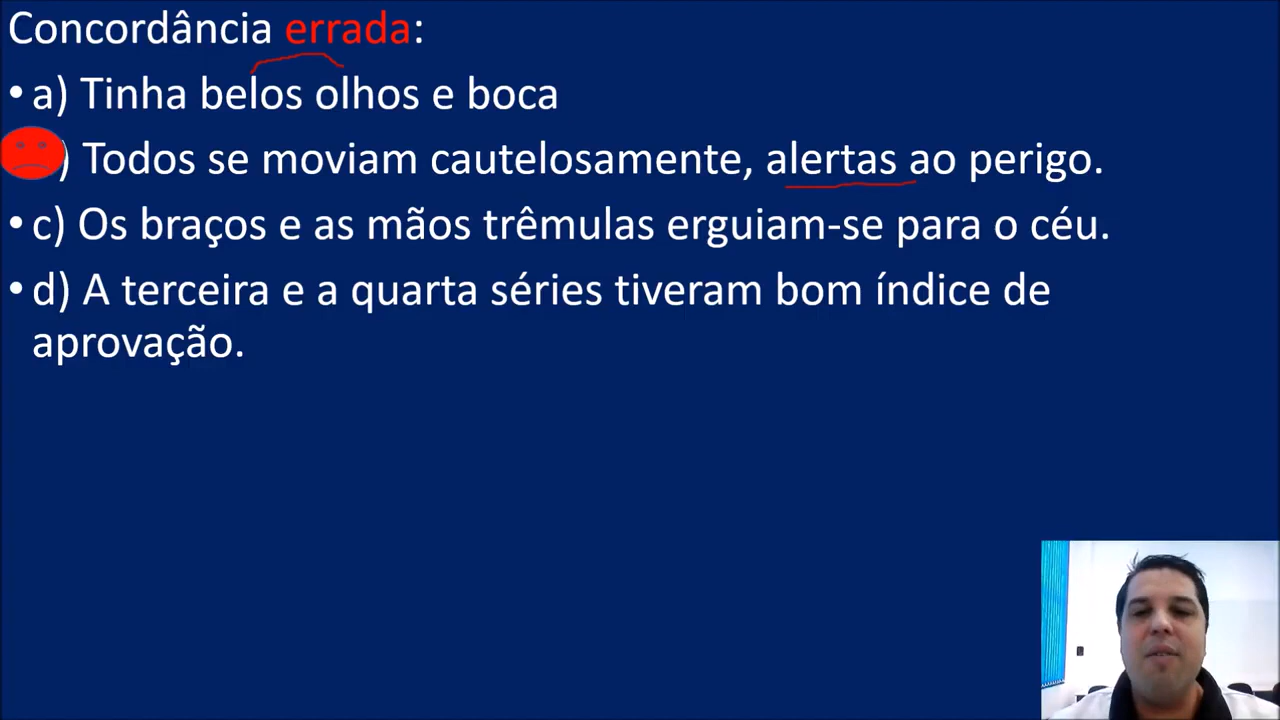 Concordância errada:
• a) Tinha belos olhos e boca
) Todos se moviam cautelosamente, alertas ao perigo.
• c) Os braços e as mãos trêmulas erguiam-se para o céu.
• d) A terceira e a quarta séries tiveram bom índice de
aprovação.